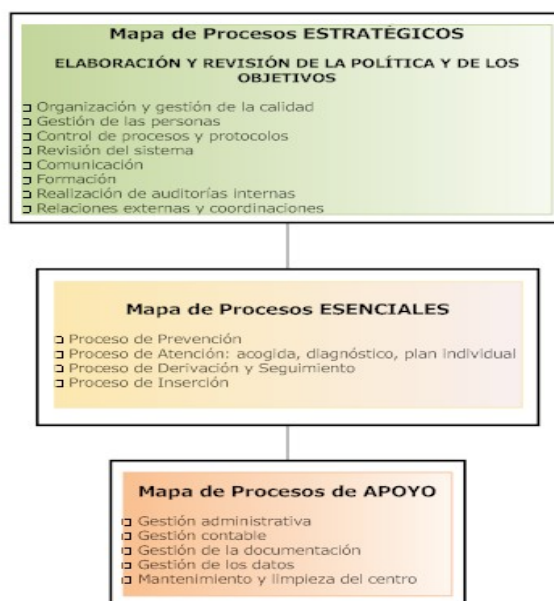 Mapa de Procesos ESTRATÉGICOS
ELABORACIÓN Y REVISIÓN DE LA POLÍTICA Y DE LOS
OBJETIVOS
Organización y gestión de la calidad
Gestión de las personas
Control de procesos y protocolos
Revisión del sistema
Comunicación
Formación
Realización de auditorías internas
Relaciones externas y coordinaciones
Mapa de Procesos ESENCIALES
Proceso de Prevención
Proceso de Atención: acogida, diagnóstico, plan individual
Proceso de Derivación y Seguimiento
Proceso de Inserción
Mapa de Procesos de APOYO
Gestión administrativa
Gestión contable
Gestión de la documentación
Gestión de los datos
Mantenimiento y limpieza del centro